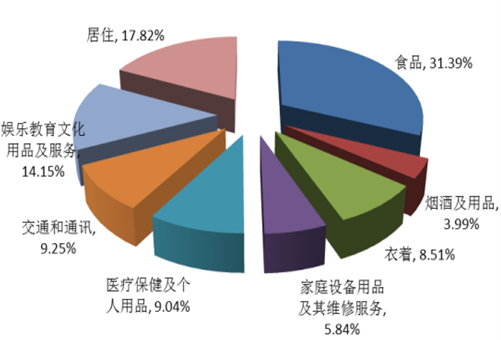 居住, 17.82%
食品, 31.39%
娱乐教育文化
用品及服务,
14.15%
烟酒及用品,
3.99%
交通和通讯,
9.25%
衣着, 8.51%
医疗保健及个
人用品, 9.04%
家庭设备用品
及其维修服务,
5.84%